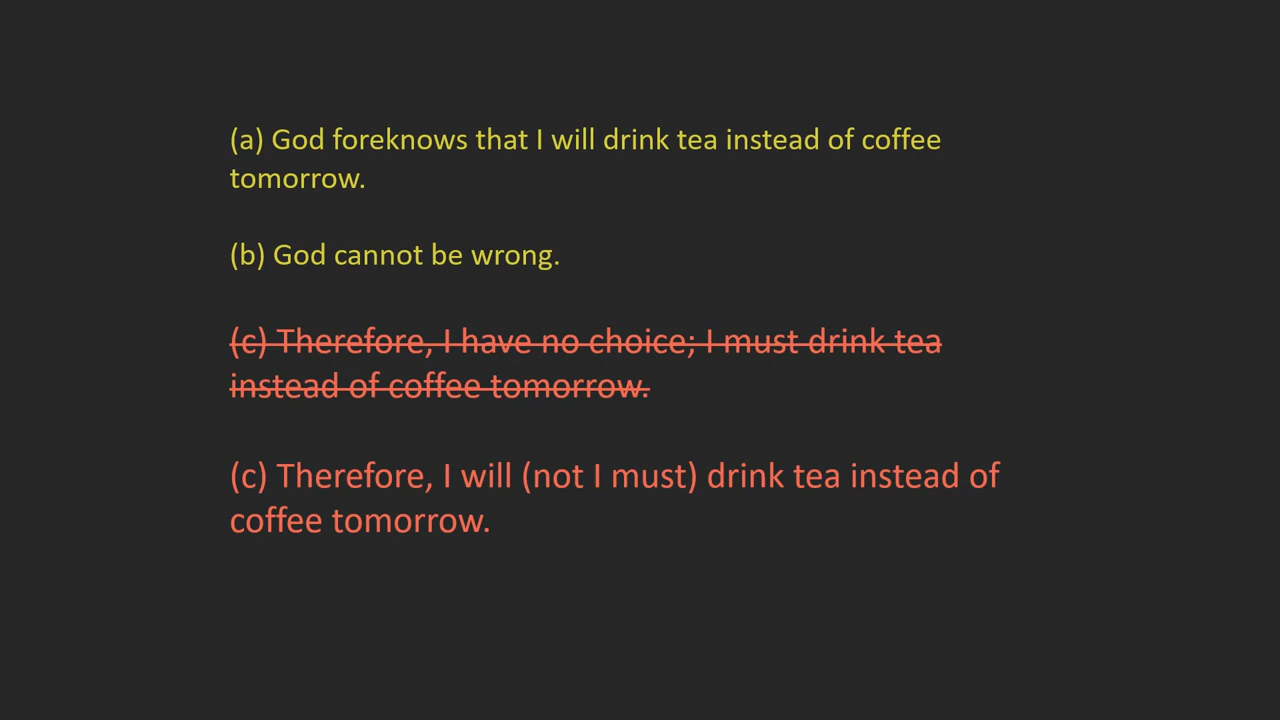 (a) God foreknows that I will drink tea instead of coffee
tomorrow.
(b) God cannot be wrong.
(c) Therefore, I have no choice; I must drink tea
instead of coffee tomorrow.
(c) Therefore, I will (not I must) drink tea instead of
coffee tomorrow.